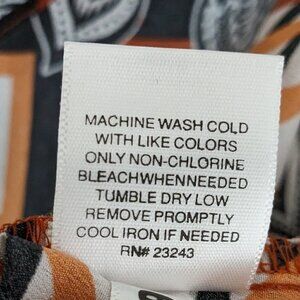 MACHINE WASH COLD
WITH LIKE COLORS
ONLY NON-CHLORINE
BLEACHWHENNEEDED
TUMBLE DRY LOW
REMOVE PROMPTLY
COOL IRON IF NEEDED
RN# 23243